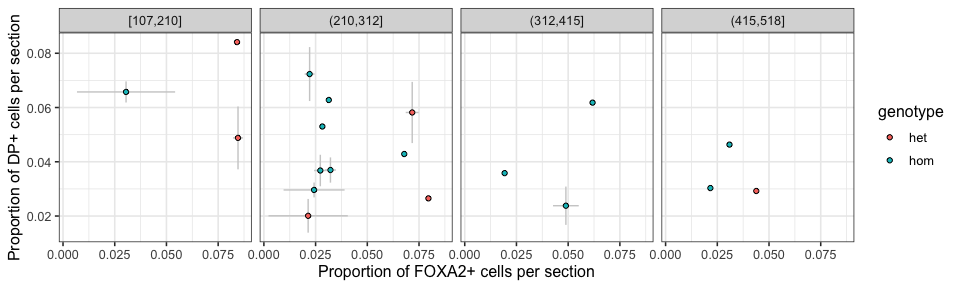 [107,210] (210,312] (312,415] (415,518]
Proportion of DP+ cells per section
0.08
0.06
0.04
0.02
0.000 0.025 0.050 0.075 0.000 0.025 0.050 0.075 0.000 0.025 0.050 0.075 0.000 0.025 0.050 0.075
Proportion of FOXA2+ cells per section
genotype
het
hom